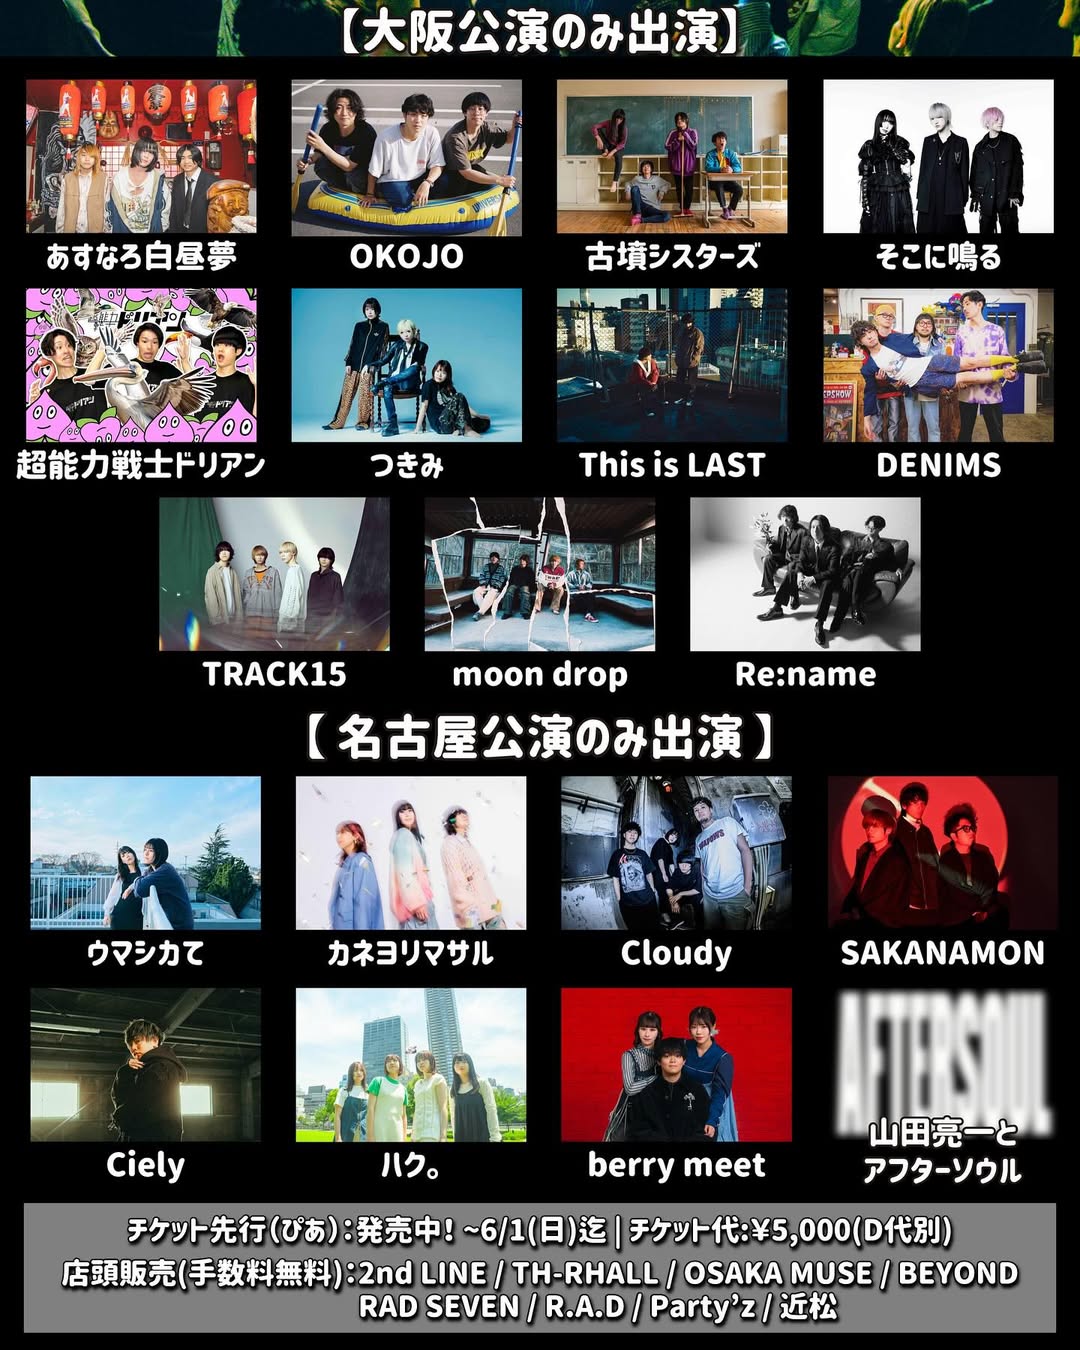 【大阪公演のみ出演】
あすなろ白昼夢
OKOJO
古墳シスターズ
そこに鳴る
超能力戦士ドリアン
つきみ
This is LAST
DENIMS
TRACK15
moon drop
Re:name
【 名古屋公演のみ出演 】
ウマシカて
カネヨリマサル
Cloudy
SAKANAMON
Ciely
ハク。
berry meet
AFTERSOUL
山田亮一と
アフターソウル
チケット先行(ぴあ):発売中! ~6/1(日)迄 | チケット代:¥5,000(D代別)
店頭販売(手数料無料):2nd LINE / TH-RHALL / OSAKA MUSE / BEYOND
RAD SEVEN / R.A.D / Party’z / 近松